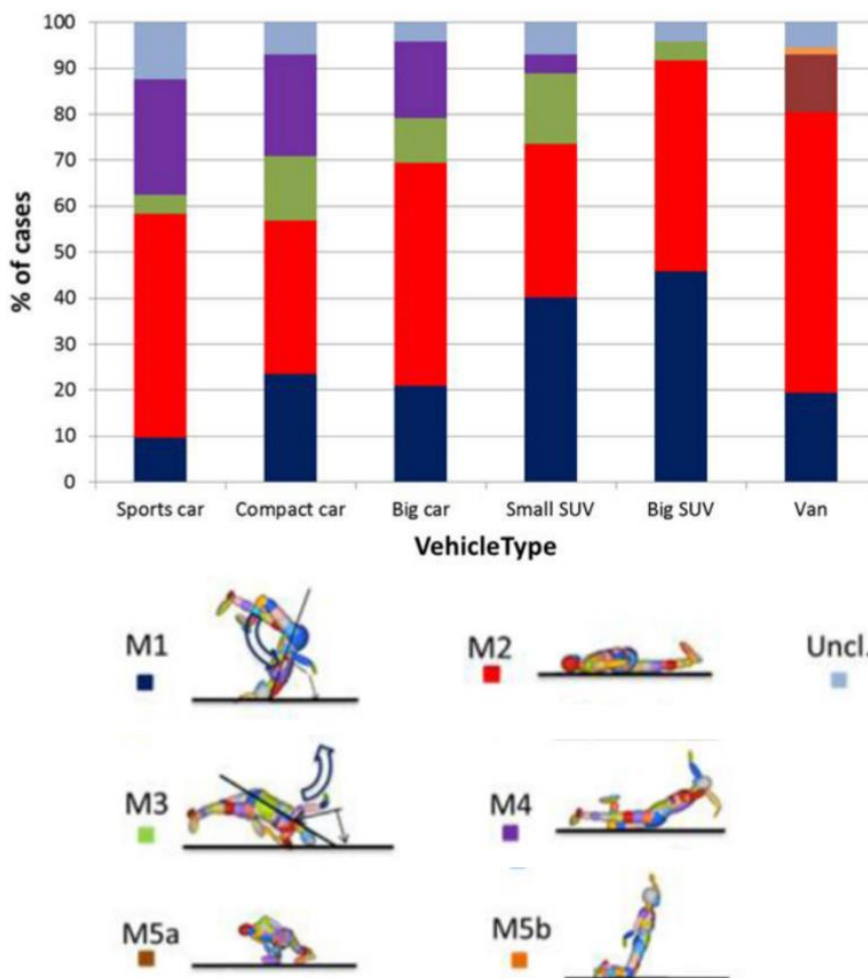 100
90
80
70
60
50
40
30
20
10
0
% of cases
Sports car Compact car Big car Small SUV Big SUV Van
VehicleType
M1 M2 Uncl.
M3 M4
M5a M5b